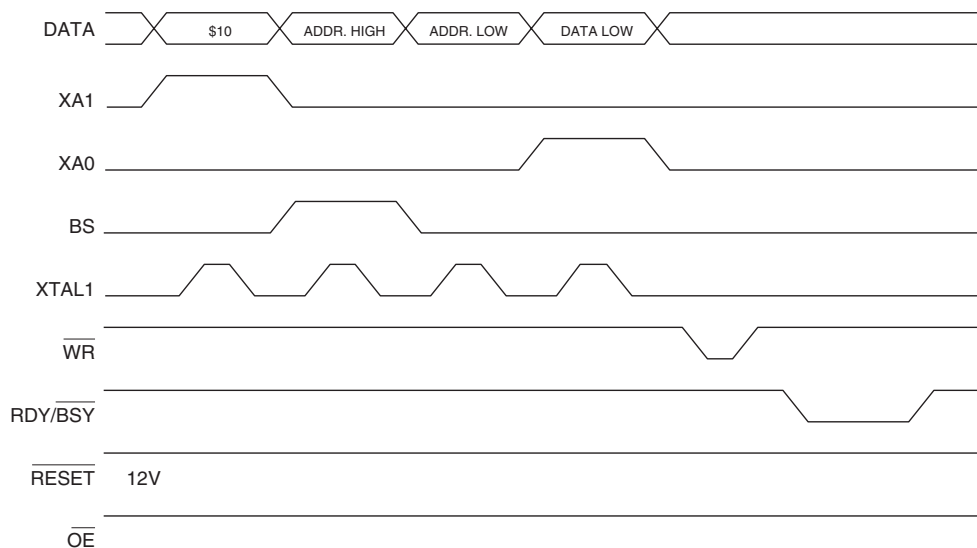 DATA $10 ADDR. HIGH ADDR. LOW DATA LOW
XA1
XA0
BS
XTAL1
WR
RDY/BSY
RESET 12V
OE